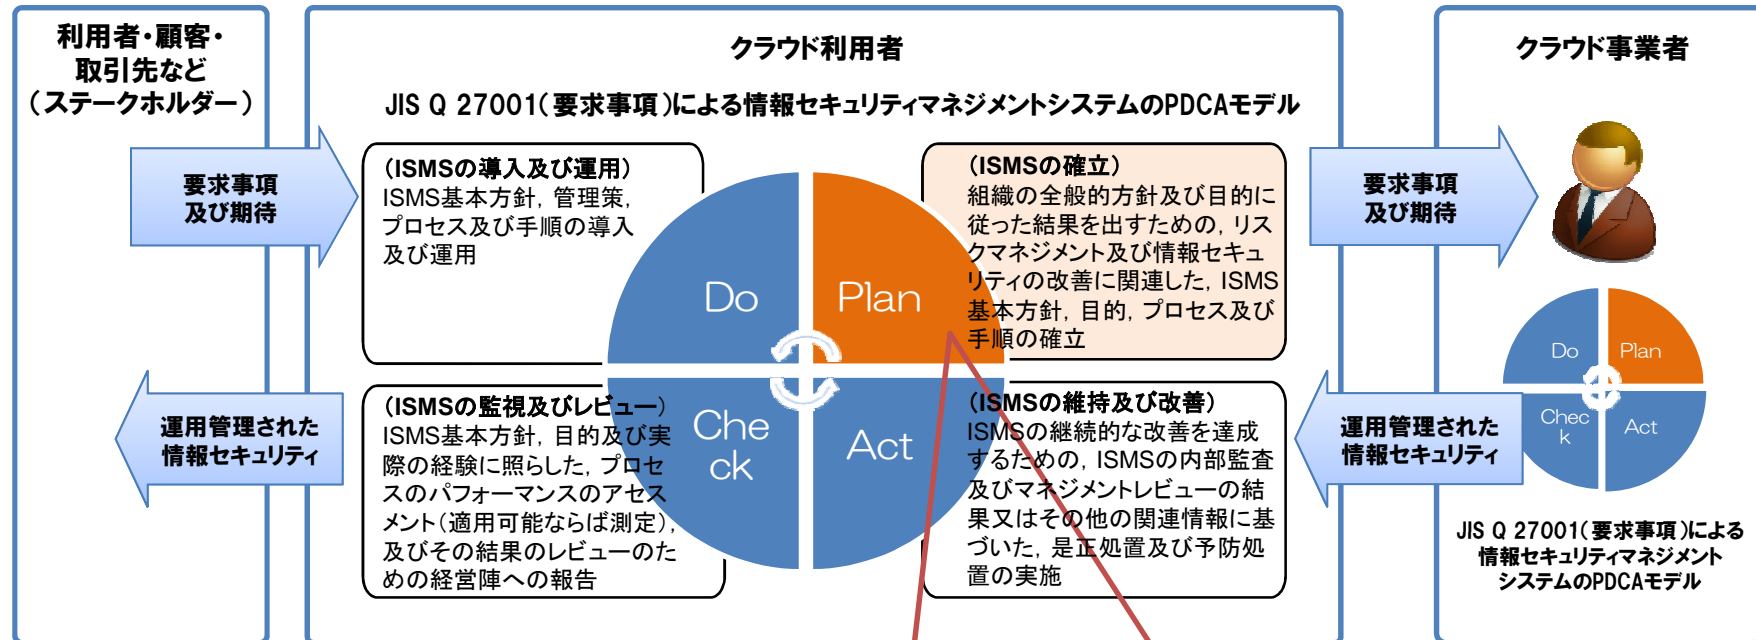 利用者・顧客・
取引先など
（ステークホルダー）
要求事項
及び期待
運用管理された
情報セキュリティ
クラウド利用者
JIS Q 27001(要求事項)による情報セキュリティマネジメントシステムのPDCAモデル
(ISMSの導入及び運用)
ISMS基本方針，管理策，
プロセス及び手順の導入
及び運用
(ISMSの確立)
組織の全般的方針及び目的に
従った結果を出すための，リス
クマネジメント及び情報セキュ
リティの改善に関連した，ISMS
基本方針，目的，プロセス及び
手順の確立
Do
Plan
Che
ck
Act
(ISMSの監視及びレビュー)
ISMS基本方針，目的及び実
際の経験に照らした，プロセ
スのパフォーマンスのアセス
メント(適用可能ならば測定)，
及びその結果のレビューのた
めの経営陣への報告
(ISMSの維持及び改善)
ISMSの継続的な改善を達成
するための，ISMSの内部監査
及びマネジメントレビューの結
果又はその他の関連情報に基
づいた，是正処置及び予防処
置の実施
要求事項
及び期待
運用管理された
情報セキュリティ
クラウド事業者
Do
Plan
Chec
k
Act
JIS Q 27001(要求事項)による
情報セキュリティマネジメント
システムのPDCAモデル